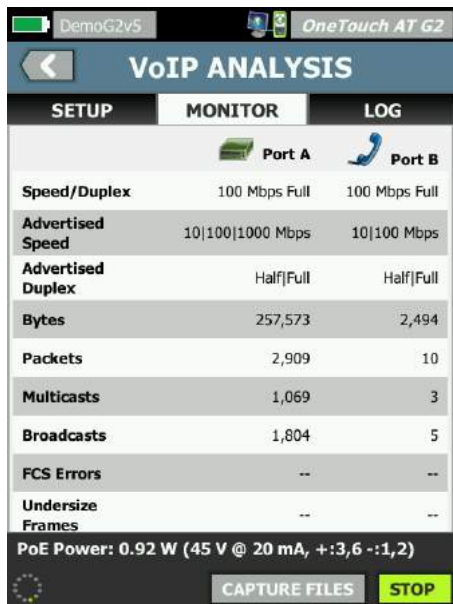 DemoG2v5 OneTouch AT G2
VoIP ANALYSIS
SETUP MONITOR LOG
Port A Port B
Speed/Duplex 100 Mbps Full 100 Mbps Full
Advertised
Speed 10|100|1000 Mbps 10|100 Mbps
Advertised
Duplex Half|Full Half|Full
Bytes 257,573 2,494
Packets 2,909 10
Multicasts 1,069 3
Broadcasts 1,804 5
FCS Errors -- --
Undersize
Frames -- --
PoE Power: 0.92 W (45 V @ 20 mA, +:3,6 -:1,2)
CAPTURE FILES STOP